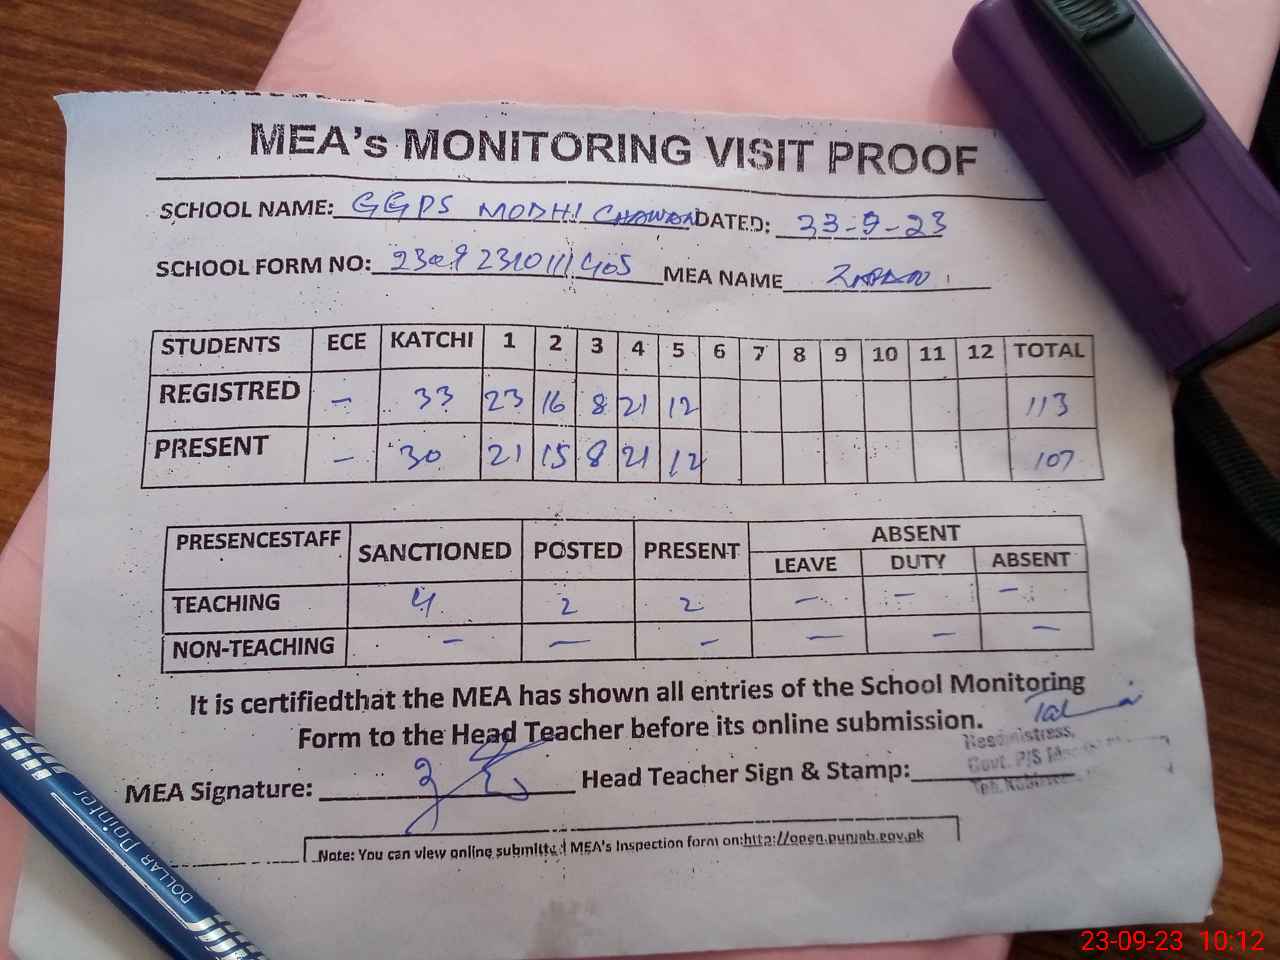 MEA's MONITORING VISIT PROOF
SCHOOL NAME: GGPS MODHI DATED: 23-9-23
SCHOOL FORM NO: MEA NAME
STUDENTS ECE KATCHI 1 2 3 4 5 6 7 8 9 10 11 12 TOTAL
REGISTRED - 33 23 16 8 21 12 113
PRESENT - 30 21 15 8 21 12 107
PRESENCESTAFF SANCTIONED POSTED PRESENT ABSENT
LEAVE DUTY ABSENT
TEACHING 4 2 2 - - -
NON-TEACHING - - - - - -
It is certifiedthat the MEA has shown all entries of the School Monitoring
Form to the Head Teacher before its online submission.
Headmistress,
Govt. P/S
MEA Signature: Head Teacher Sign & Stamp:
Note: You can view online submitted MEA's Inspection form on:http://open.punjab.gov.pk
DOLLAR Pointer
23-09-23 10:12